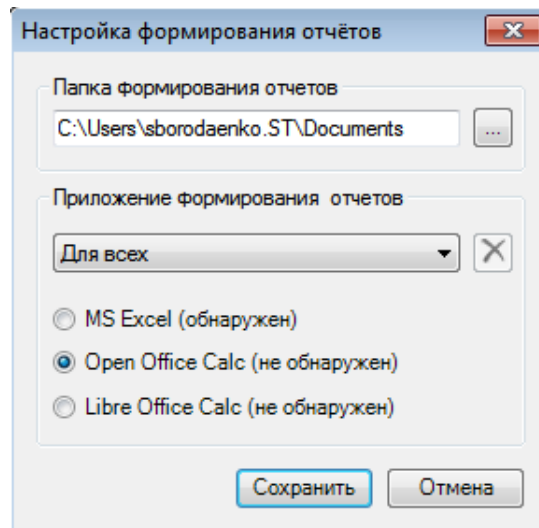 Настройка формирования отчётов
Папка формирования отчетов
C:\Users\sborodaenko.ST\Documents
...
Приложение формирования отчетов
Для всех
MS Excel (обнаружен)
Open Office Calc (не обнаружен)
Libre Office Calc (не обнаружен)
Сохранить Отмена